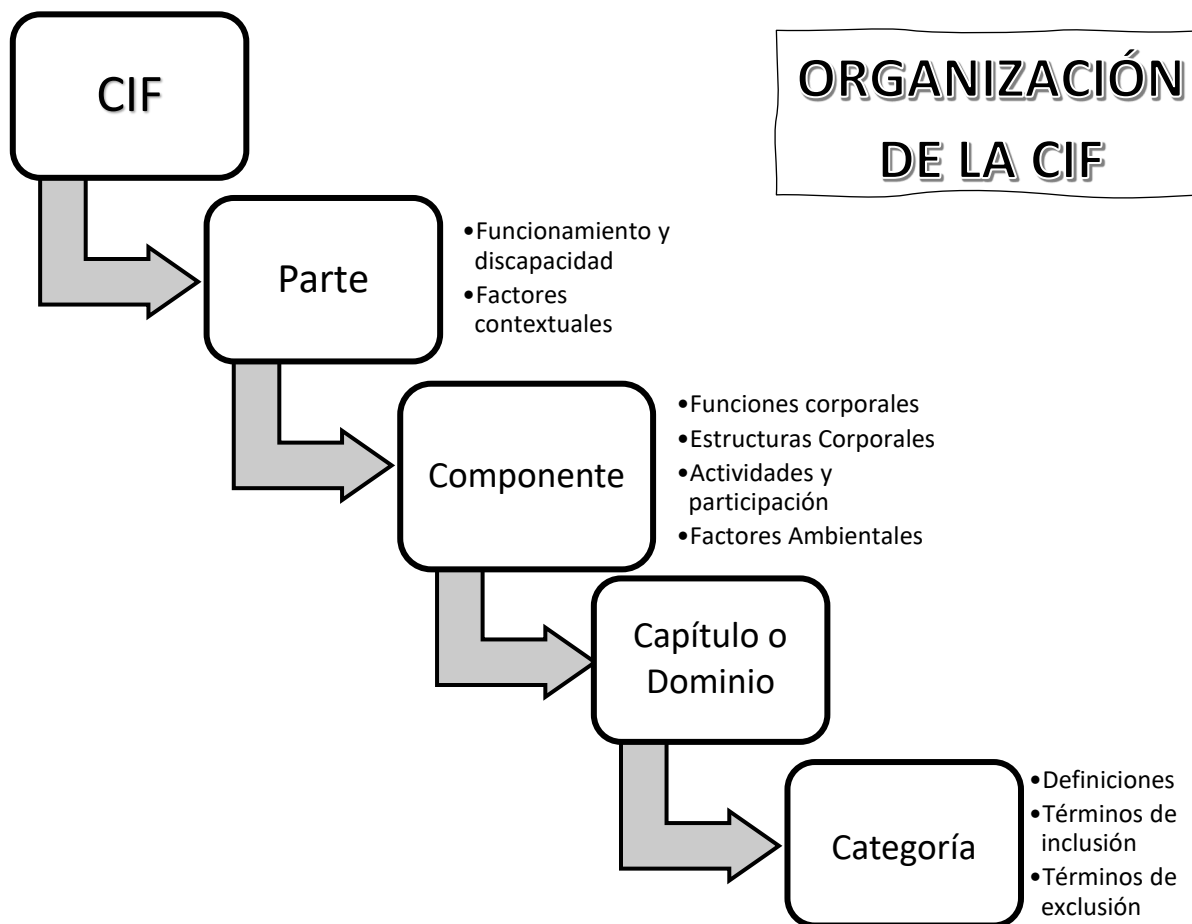 ORGANIZACIÓN
DE LA CIF
CIF
Parte
•Funcionamiento y
discapacidad
•Factores
contextuales
Componente
•Funciones corporales
•Estructuras Corporales
•Actividades y
participación
•Factores Ambientales
Capítulo o
Dominio
Categoría
•Definiciones
•Términos de
inclusión
•Términos de
exclusión